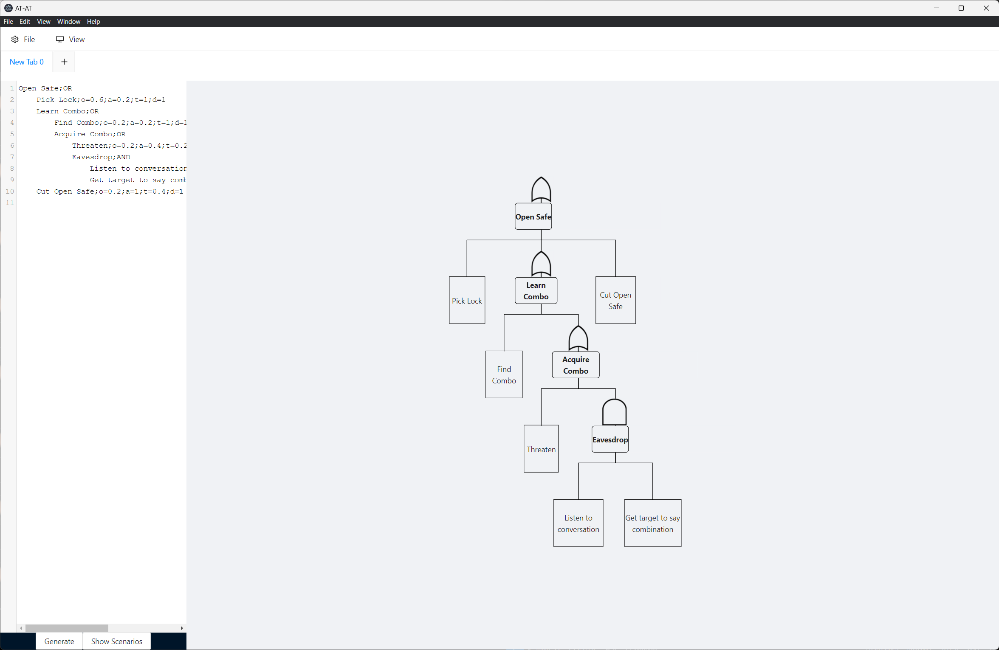 AT-AT
File Edit View Window Help
File View
New Tab 0 +
1 Open Safe;OR
2 Pick Lock;o=0.6;a=0.2;t=1;d=1
3 Learn Combo;OR
4 Find Combo;o=0.2;a=0.2;t=1;d=1
5 Acquire Combo;OR
6 Threaten;o=0.2;a=0.4;t=0.2
7 Eavesdrop;AND
8 Listen to conversation
9 Get target to say comb
10 Cut Open Safe;o=0.2;a=1;t=0.4;d=1
11
Open Safe
Learn
Combo
Pick Lock
Cut Open
Safe
Acquire
Combo
Find
Combo
Eavesdrop
Threaten
Listen to
conversation
Get target to say
combination
Generate Show Scenarios